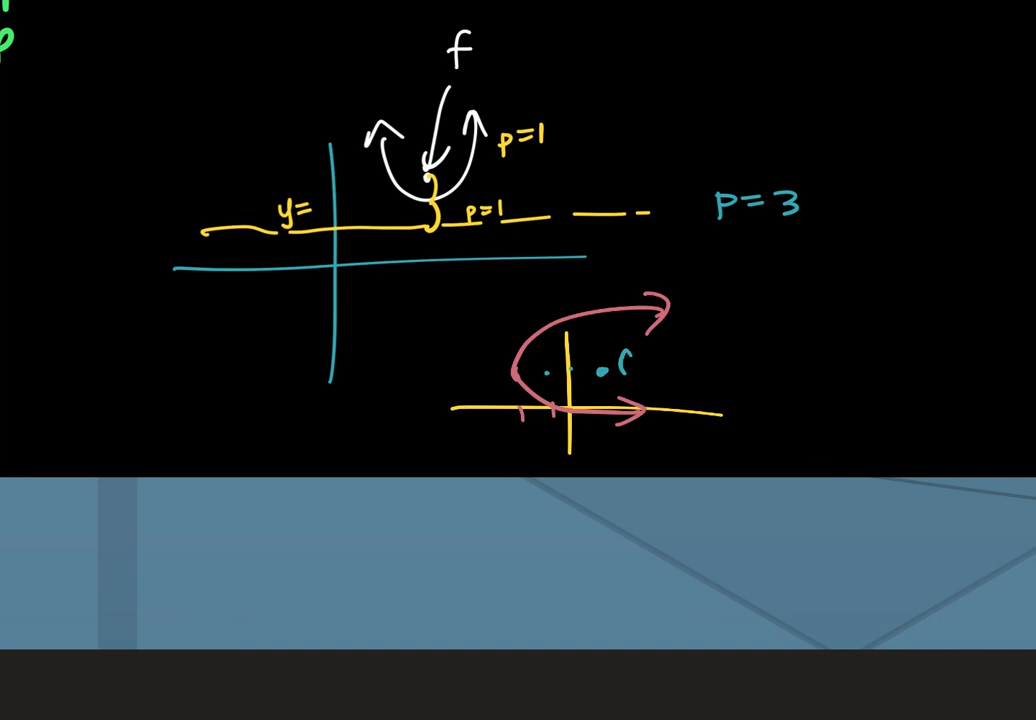 f
p=1
y=
p=1
p=3